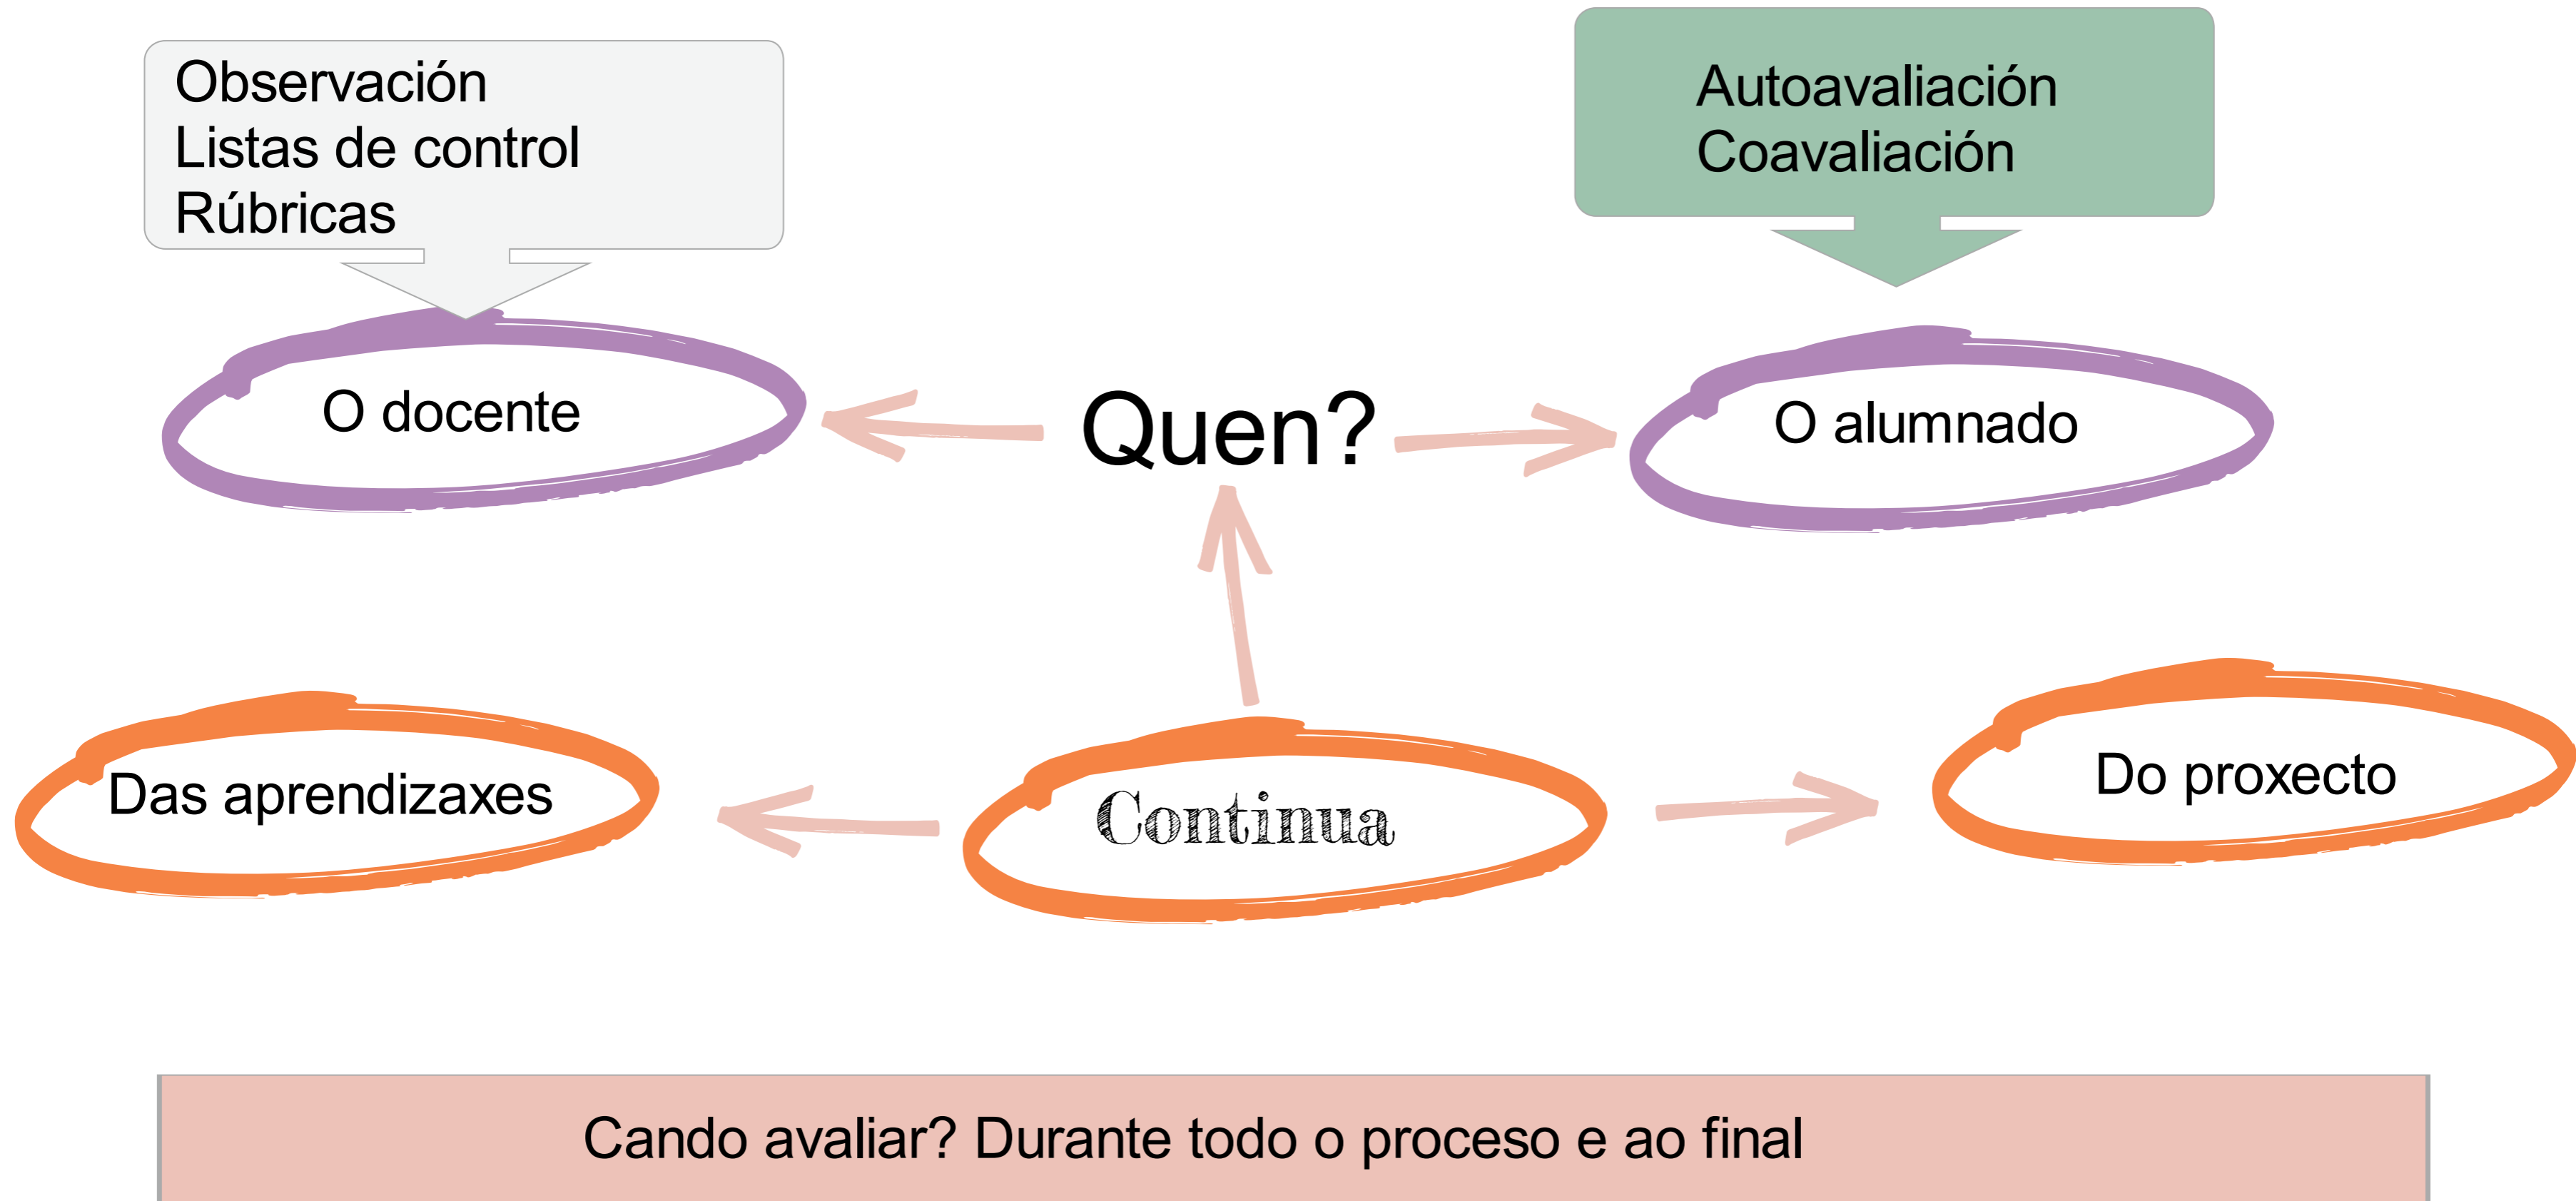 Observación
Listas de control
Rúbricas
Autoavaliación
Coavaliación
O docente
Quen?
O alumnado
Das aprendizaxes
Continua
Do proxecto
Cando avaliar? Durante todo o proceso e ao final